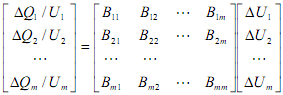 ΔQ₁ / U₁ B₁₁ B₁₂ ⋯ B₁ₘ ΔU₁
ΔQ₂ / U₂ = B₂₁ B₂₂ ⋯ B₂ₘ ΔU₂
⋯ ⋯ ⋯ ⋯
ΔQₘ / Uₘ Bₘ₁ Bₘ₂ ⋯ Bₘₘ ΔUₘ